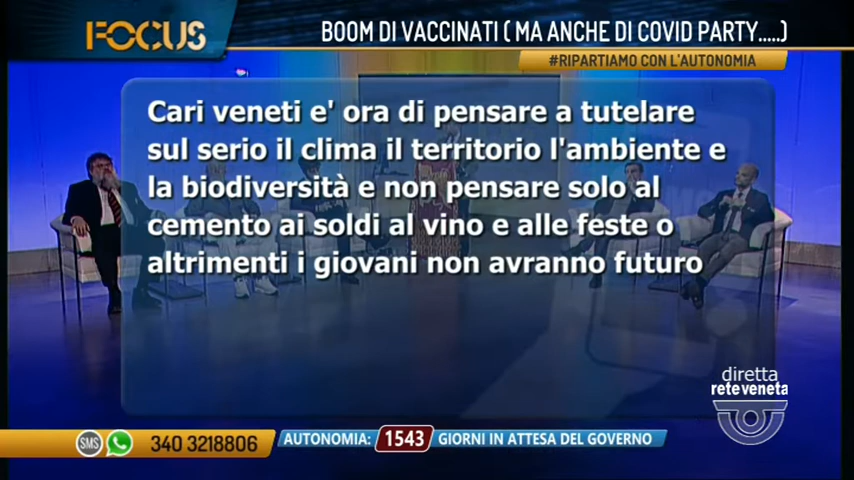 FOCUS
BOOM DI VACCINATI ( MA ANCHE DI COVID PARTY.....)
#RIPARTIAMO CON L'AUTONOMIA
Cari veneti e' ora di pensare a tutelare
sul serio il clima il territorio l'ambiente e
la biodiversità e non pensare solo al
cemento ai soldi al vino e alle feste o
altrimenti i giovani non avranno futuro
diretta
reteveneta
SMS 340 3218806 AUTONOMIA: 1543 GIORNI IN ATTESA DEL GOVERNO